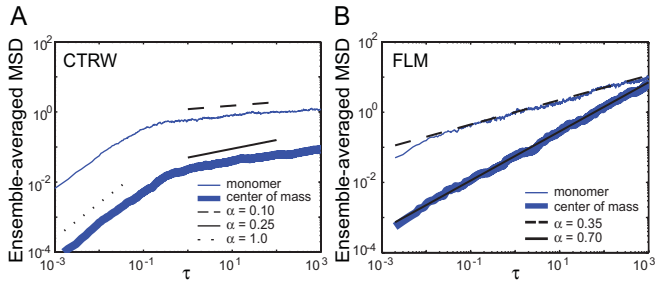 A
CTRW
Ensemble-averaged MSD
10^2
10^0
10^-2
10^-4
monomer
center of mass
α = 0.10
α = 0.25
α = 1.0
10^-3 10^-1 10^1 10^3
τ
B
FLM
Ensemble-averaged MSD
10^2
10^0
10^-2
10^-4
monomer
center of mass
α = 0.35
α = 0.70
10^-3 10^-1 10^1 10^3
τ